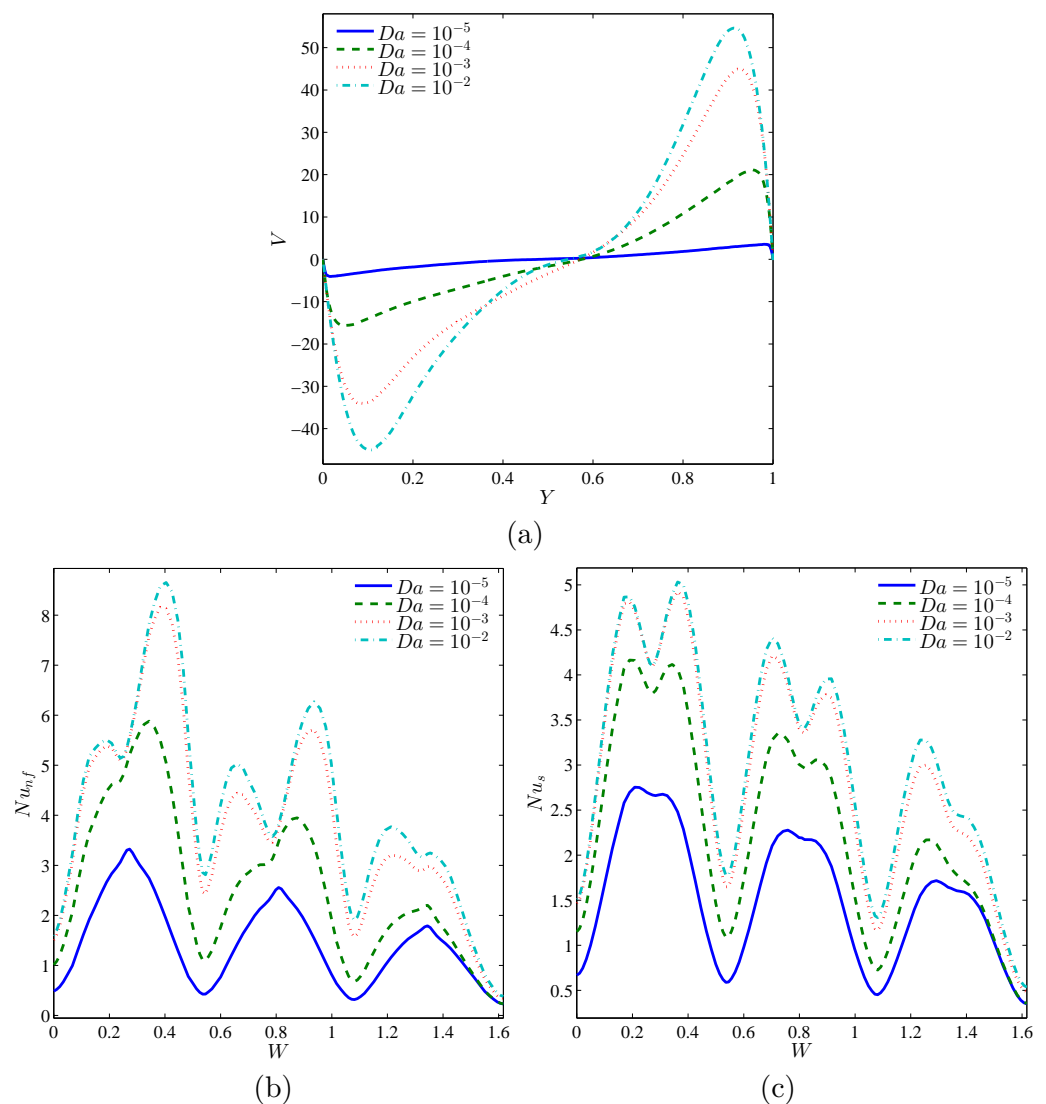 Da = 10⁻⁵
Da = 10⁻⁴
Da = 10⁻³
Da = 10⁻²
50
40
30
20
10
0
−10
−20
−30
−40
V
0 0.2 0.4 0.6 0.8 1
Y
(a)
Da = 10⁻⁵
Da = 10⁻⁴
Da = 10⁻³
Da = 10⁻²
8
7
6
5
4
3
2
1
0
Nu_{nf}
0 0.2 0.4 0.6 0.8 1 1.2 1.4 1.6
W
(b)
Da = 10⁻⁵
Da = 10⁻⁴
Da = 10⁻³
Da = 10⁻²
5
4.5
4
3.5
3
2.5
2
1.5
1
0.5
Nu_s
0 0.2 0.4 0.6 0.8 1 1.2 1.4 1.6
W
(c)